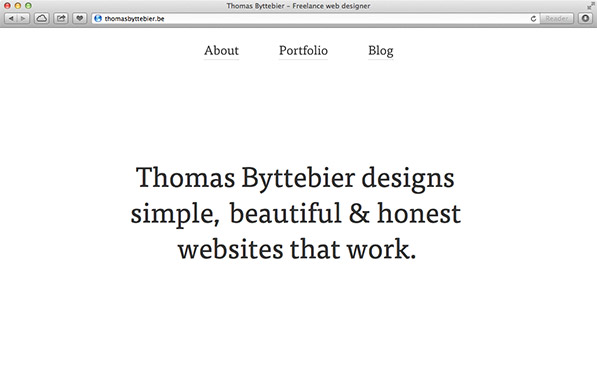 Thomas Byttebier – Freelance web designer
thomasbyttebier.be
Reader
About Portfolio Blog
Thomas Byttebier designs
simple, beautiful & honest
websites that work.